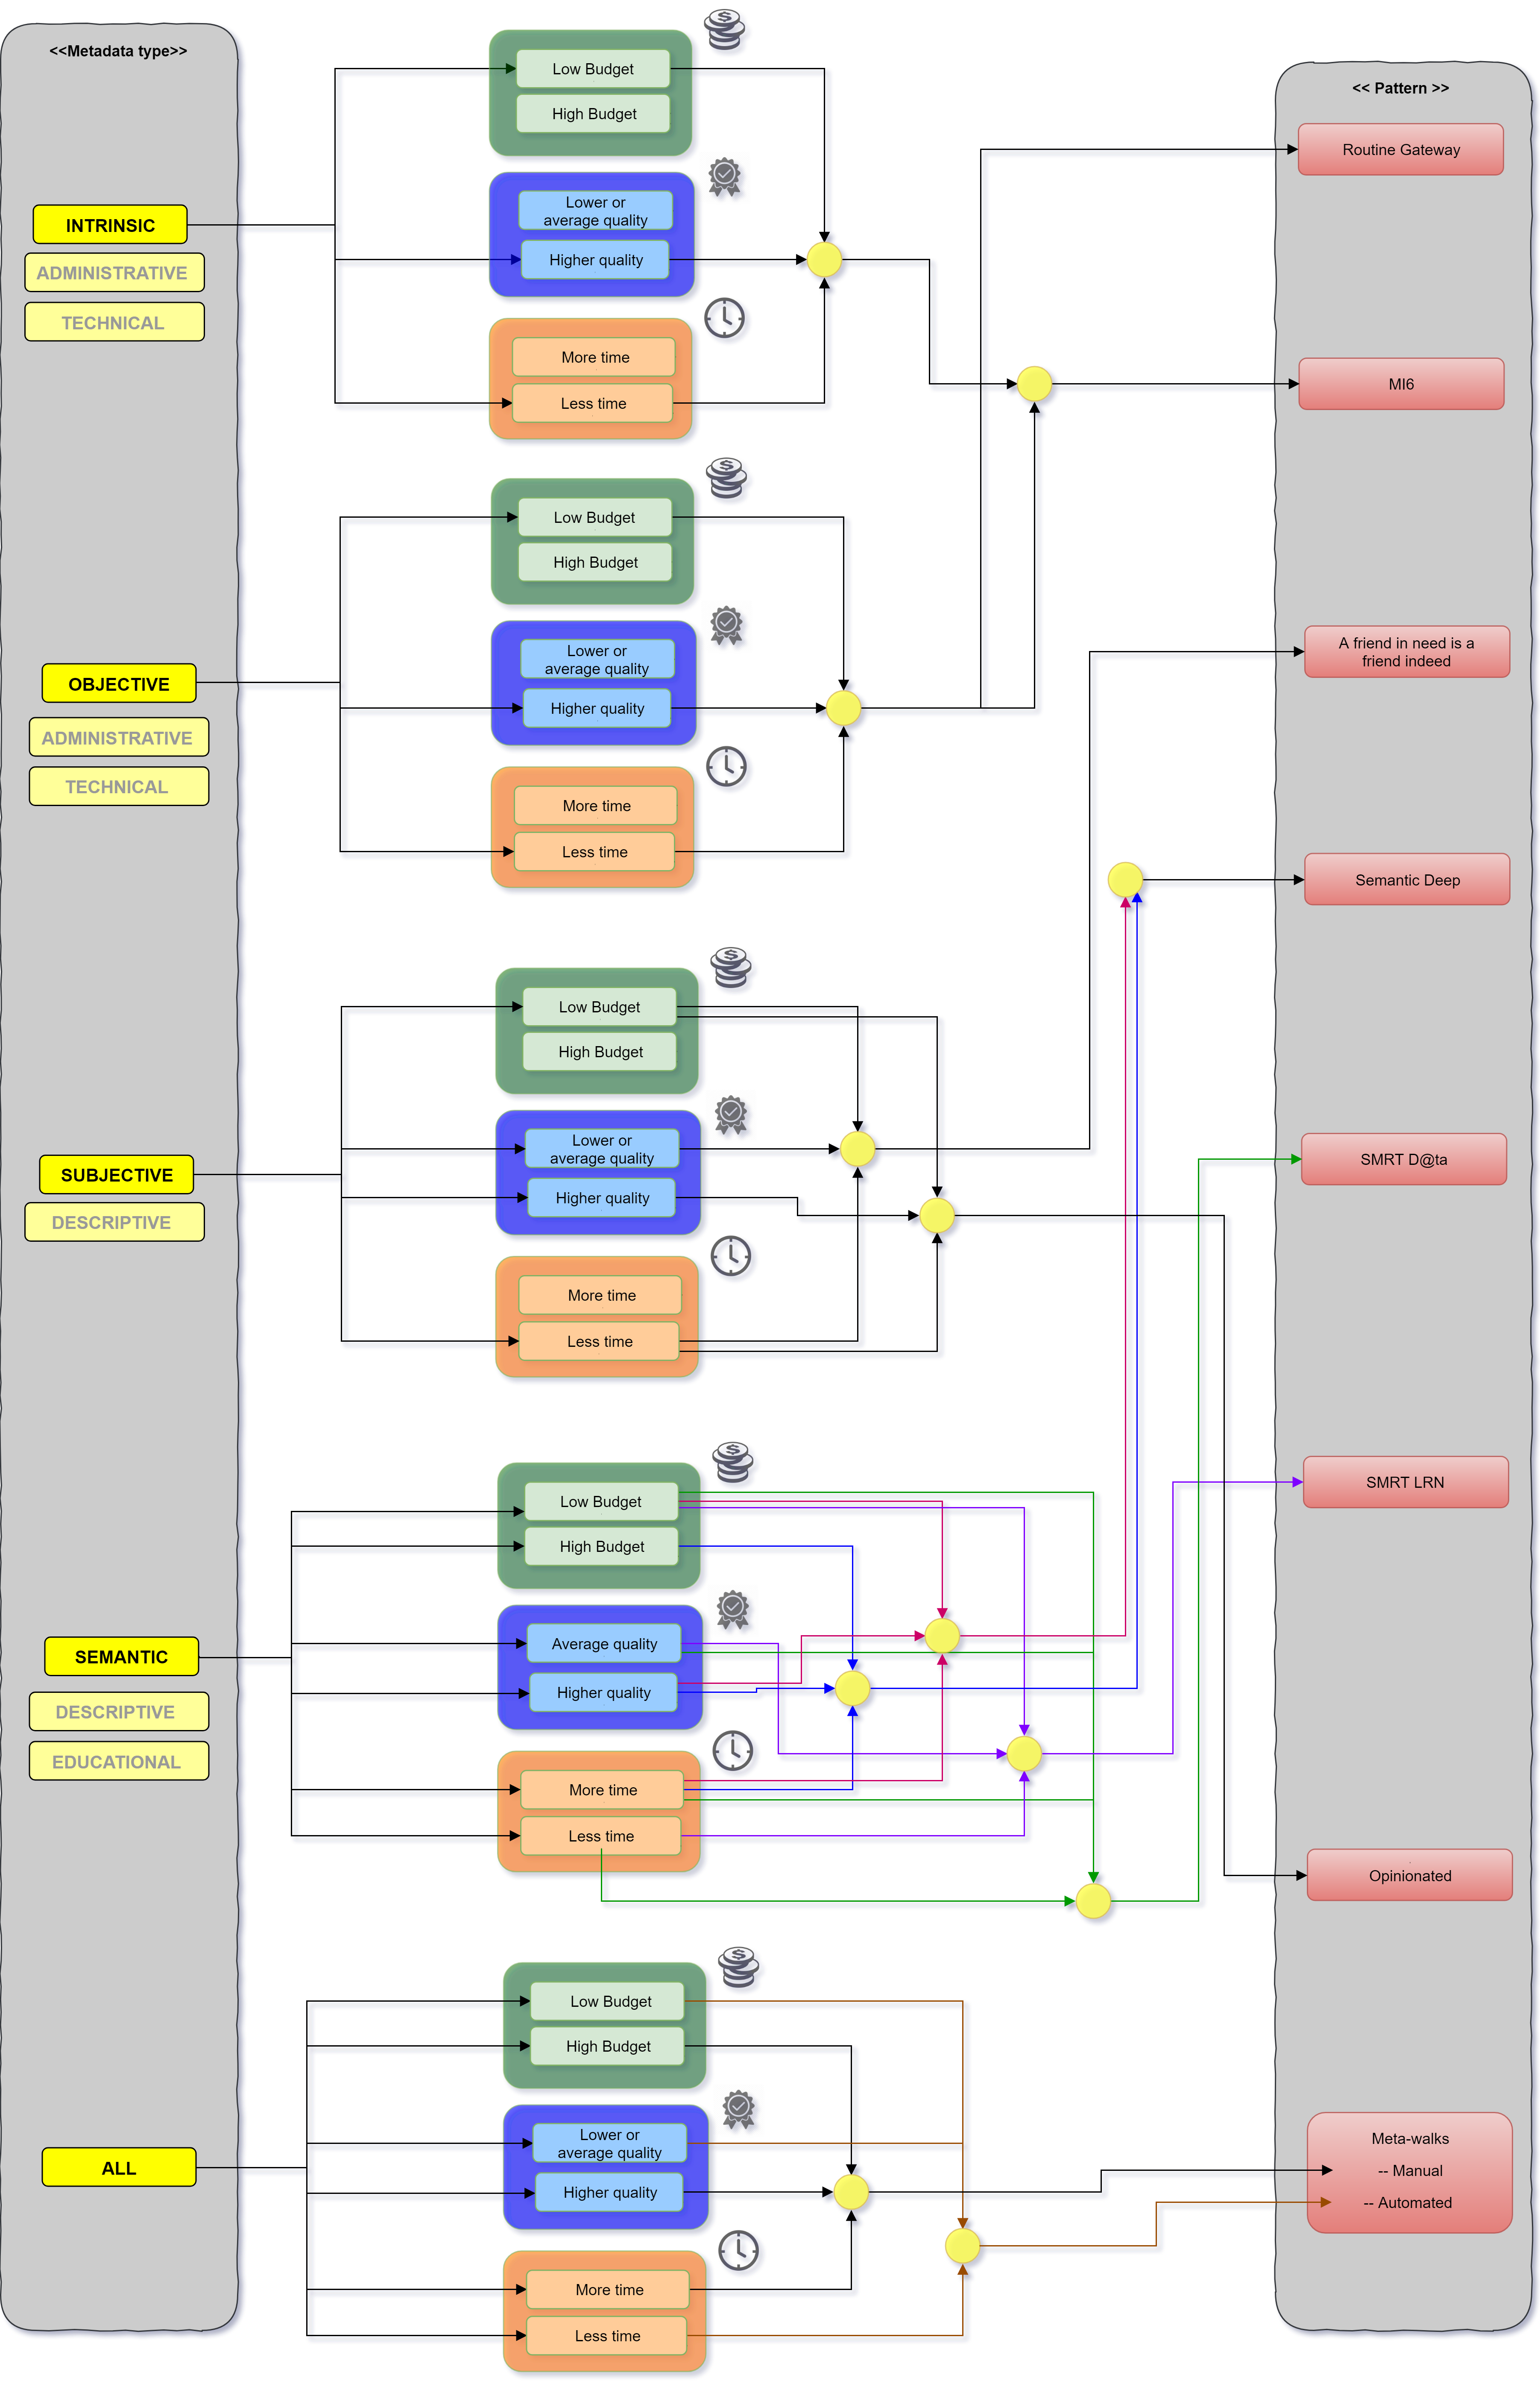 <<Metadata type>>
INTRINSIC
ADMINISTRATIVE
TECHNICAL
OBJECTIVE
ADMINISTRATIVE
TECHNICAL
SUBJECTIVE
DESCRIPTIVE
SEMANTIC
DESCRIPTIVE
EDUCATIONAL
ALL
Low Budget
High Budget
Lower or
average quality
Higher quality
More time
Less time
Low Budget
High Budget
Lower or
average quality
Higher quality
More time
Less time
Low Budget
High Budget
Lower or
average quality
Higher quality
More time
Less time
Low Budget
High Budget
Average quality
Higher quality
More time
Less time
Low Budget
High Budget
Lower or
average quality
Higher quality
More time
Less time
<< Pattern >>
Routine Gateway
MI6
A friend in need is a
friend indeed
Semantic Deep
SMRT D@ta
SMRT LRN
Opinionated
Meta-walks
-- Manual
-- Automated